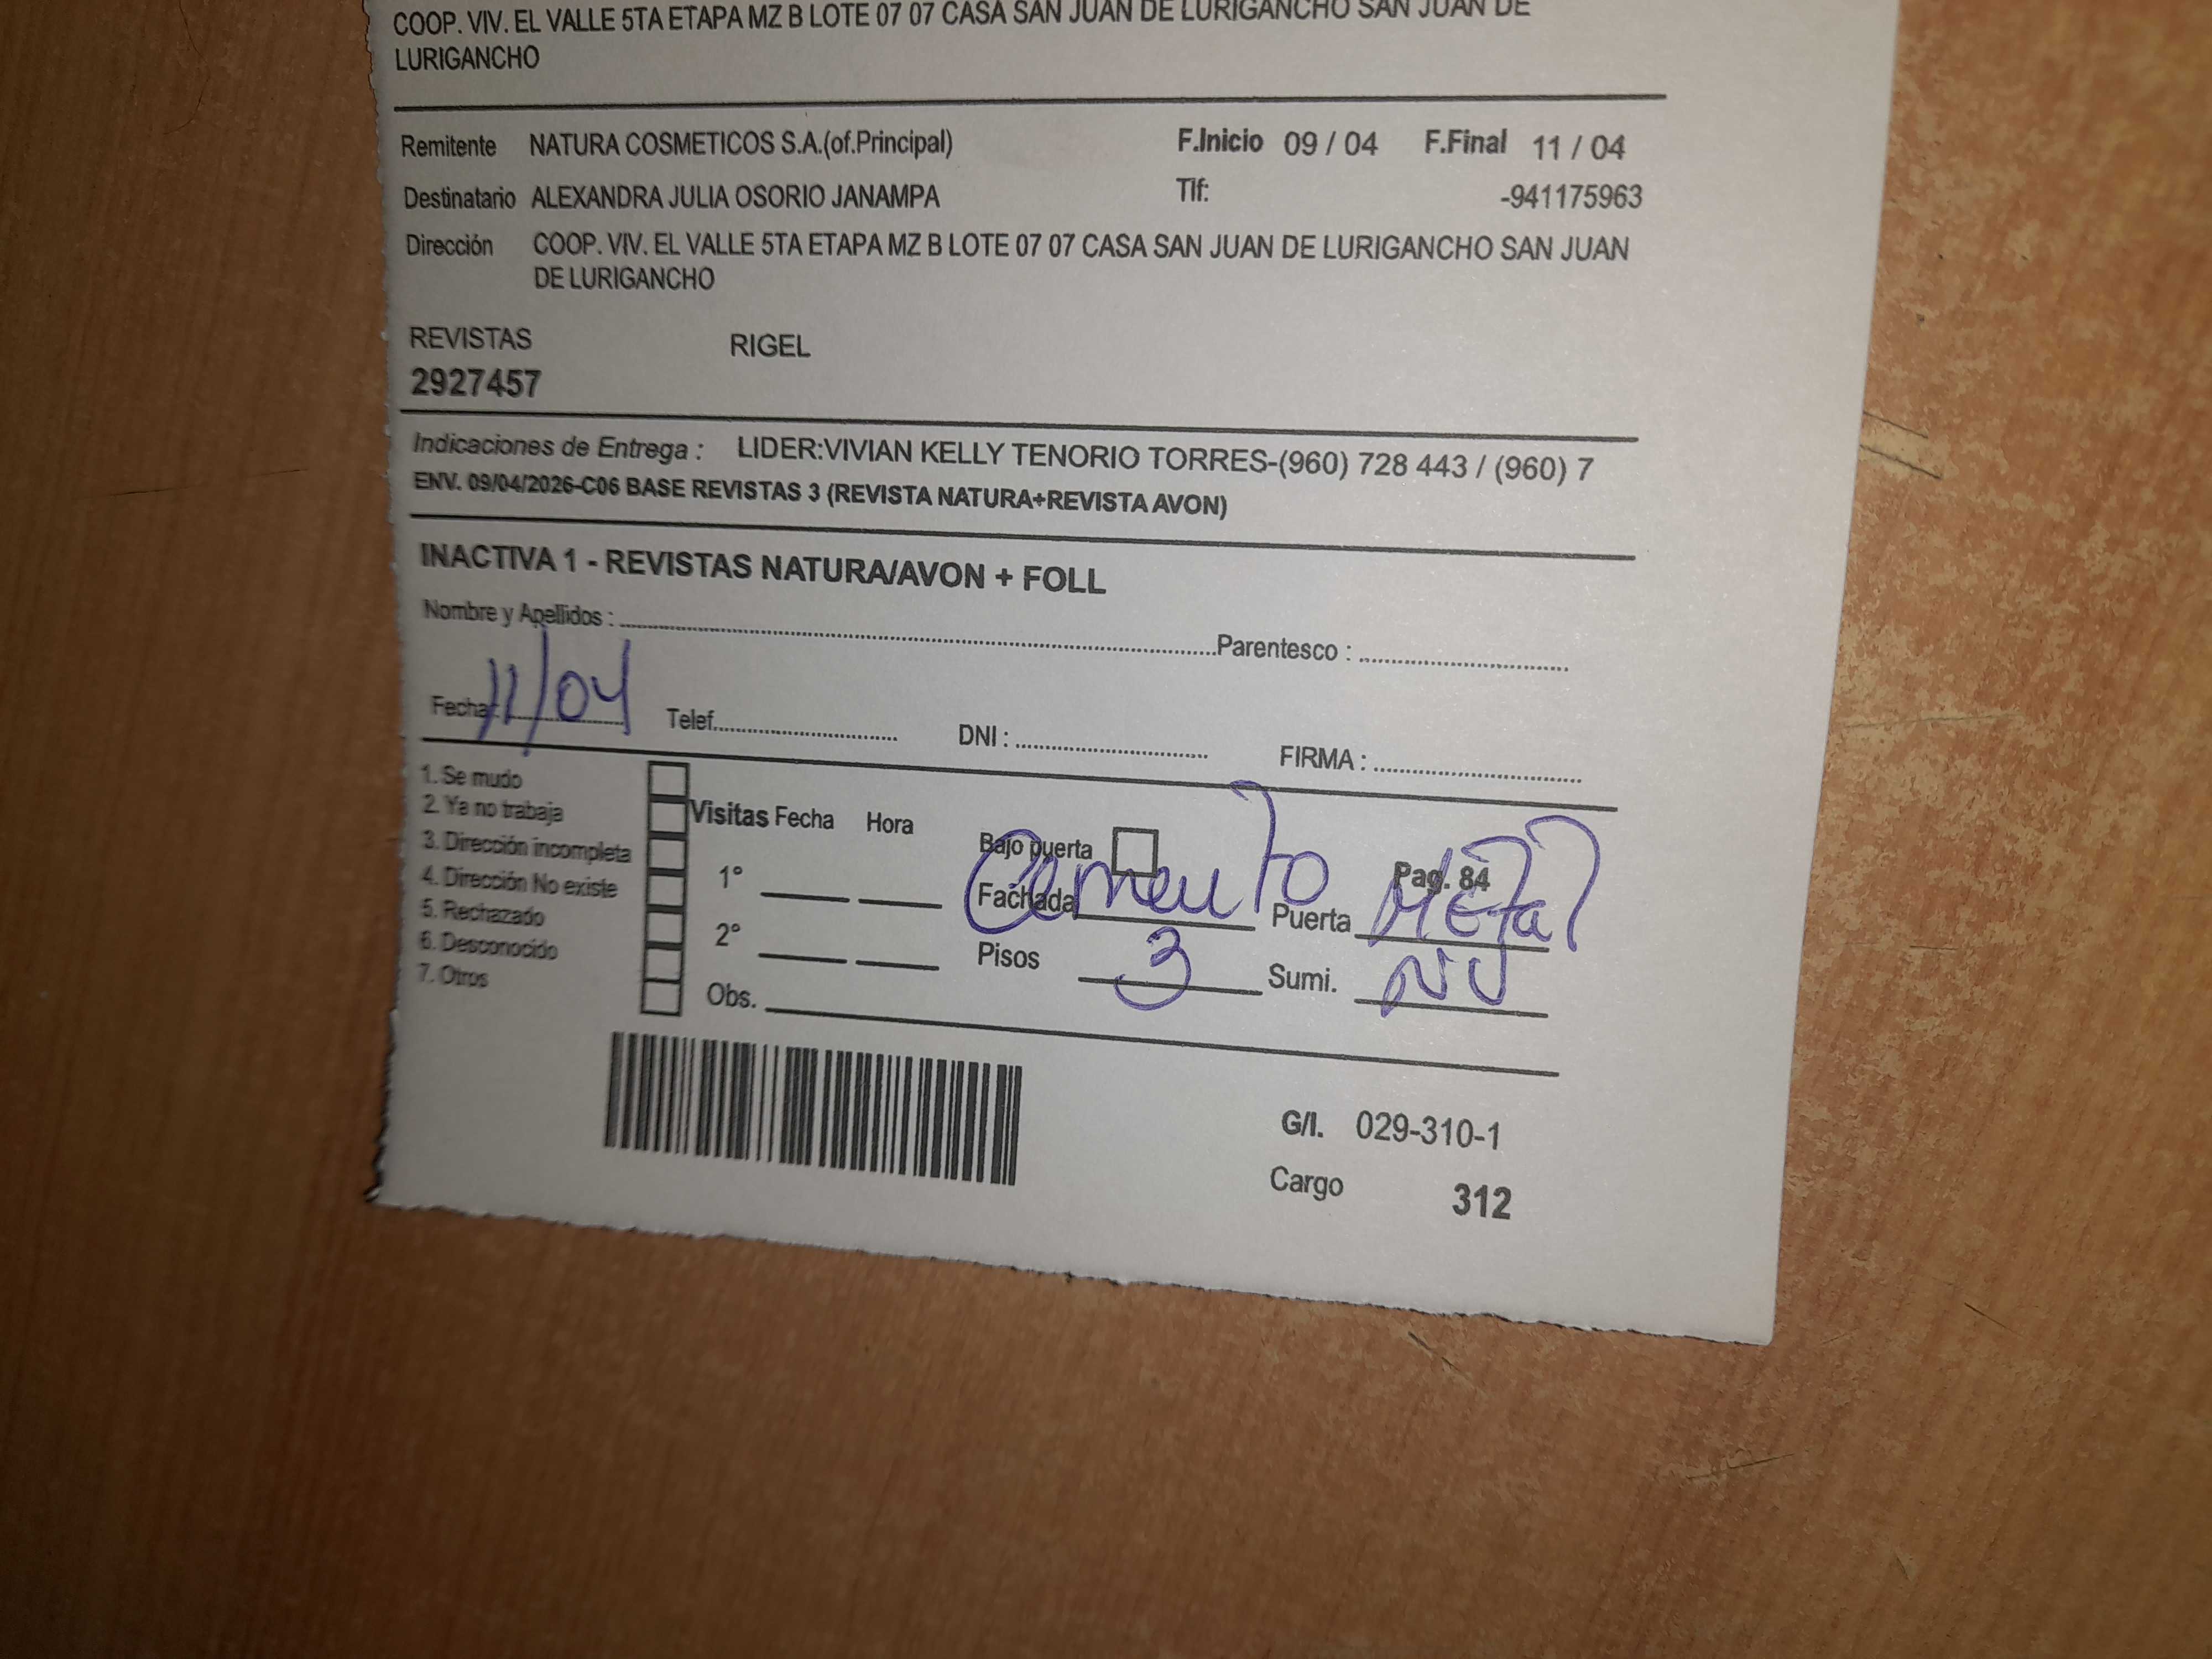 COOP. VIV. EL VALLE 5TA ETAPA MZ B LOTE 07 07 CASA SAN JUAN DE LURIGANCHO SAN JUAN DE
LURIGANCHO
Remitente NATURA COSMETICOS S.A.(of.Principal) F.Inicio 09 / 04 F.Final 11 / 04
Destinatario ALEXANDRA JULIA OSORIO JANAMPA Tlf: -941175963
Dirección COOP. VIV. EL VALLE 5TA ETAPA MZ B LOTE 07 07 CASA SAN JUAN DE LURIGANCHO SAN JUAN
DE LURIGANCHO
REVISTAS RIGEL
2927457
Indicaciones de Entrega : LIDER:VIVIAN KELLY TENORIO TORRES-(960) 728 443 / (960) 7
ENV. 09/04/2026-C06 BASE REVISTAS 3 (REVISTA NATURA+REVISTA AVON)
INACTIVA 1 - REVISTAS NATURA/AVON + FOLL
Nombre y Apellidos : Parentesco :
Fecha: 11/04 Telef. DNI : FIRMA :
1. Se mudo
2. Ya no trabaja
3. Dirección incompleta
4. Dirección No existe
5. Rechazado
6. Desconocido
7. Otros
Visitas Fecha Hora
1°
2°
Obs.
Bajo puerta Pag. 84
Fachada Cemento Puerta Metal
Pisos 3 Sumi. NV
G/I. 029-310-1
Cargo 312